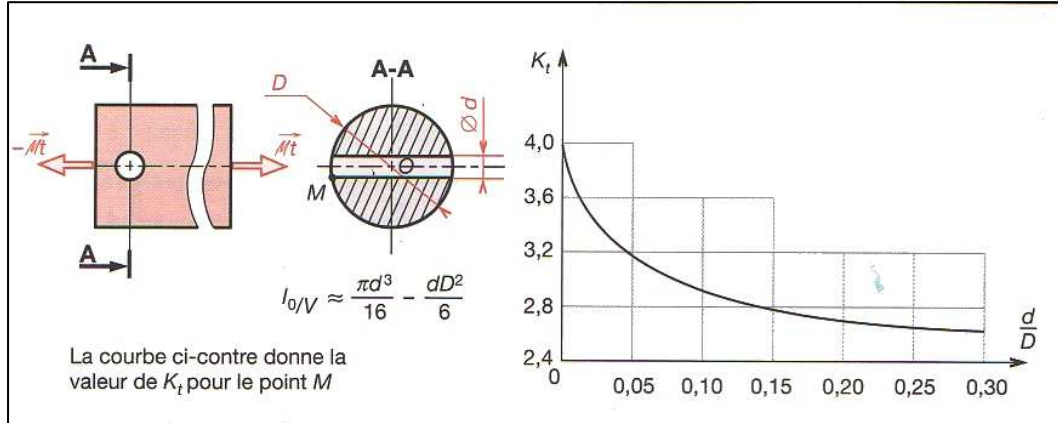 A
A
-𝓜t
𝓜t
A-A
D
Ø d
O
M
I₀/V ≈ πd³/16 - dD²/6
La courbe ci-contre donne la
valeur de Kₜ pour le point M
Kₜ
4,0
3,6
3,2
2,8
2,4
0
0,05
0,10
0,15
0,20
0,25
0,30
d/D